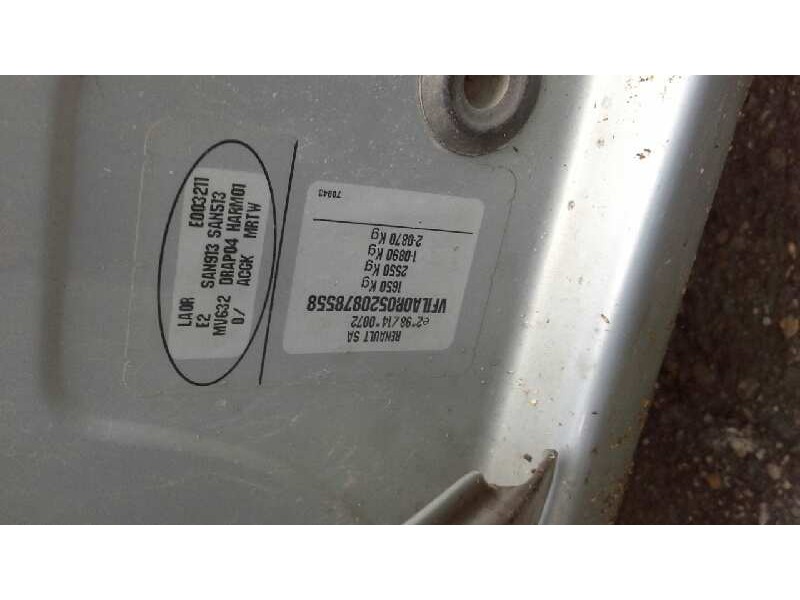 RENAULT SA
e2*98/14*0072
VF1LA0R0520878558
1650 Kg
2550 Kg
1-0890 Kg
2-0870 Kg
70943
LA0R E003211
E2 SAN913 SAN513
MV632 DRAP04 HARM01
0/ ACGK MRTW